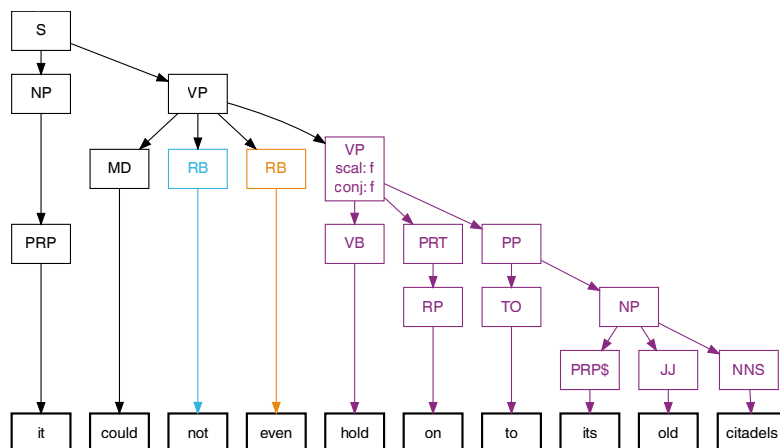 S
NP VP
MD RB RB VP
scal: f
conj: f
PRP VB PRT PP
RP TO NP
PRP$ JJ NNS
it could not even hold on to its old citadels